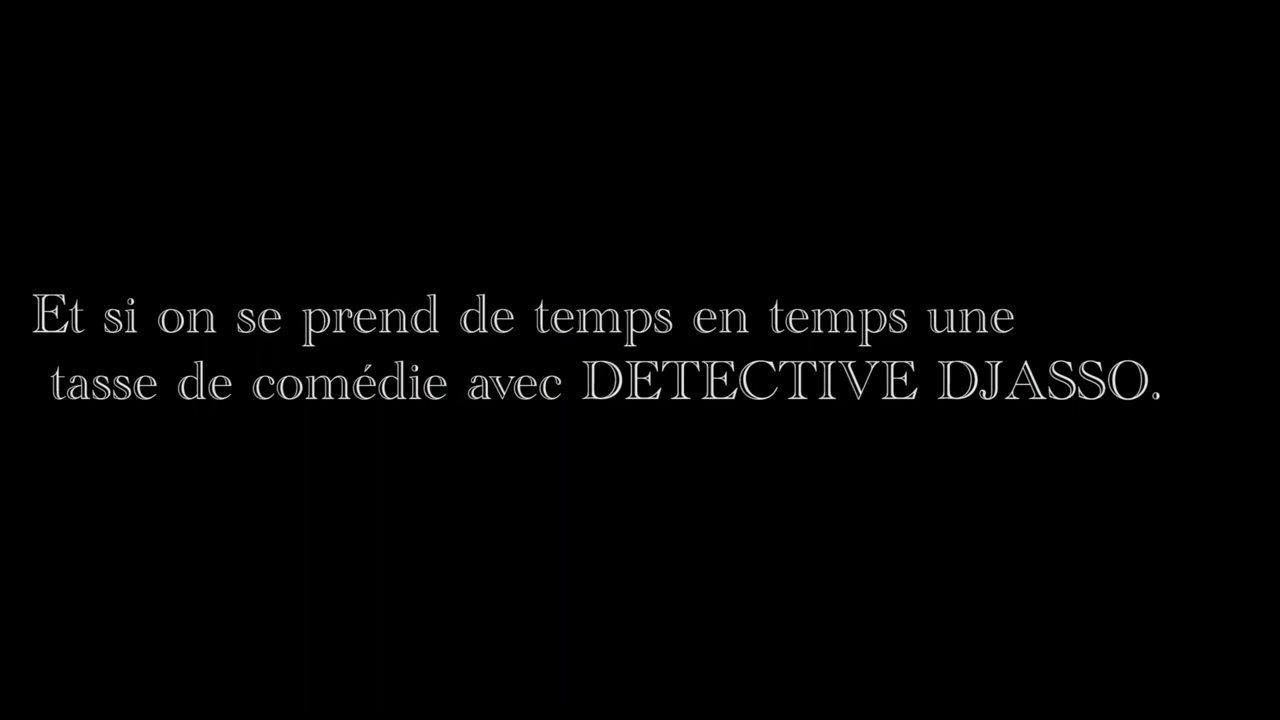 Et si on se prend de temps en temps une
tasse de comédie avec DETECTIVE DJASSO.